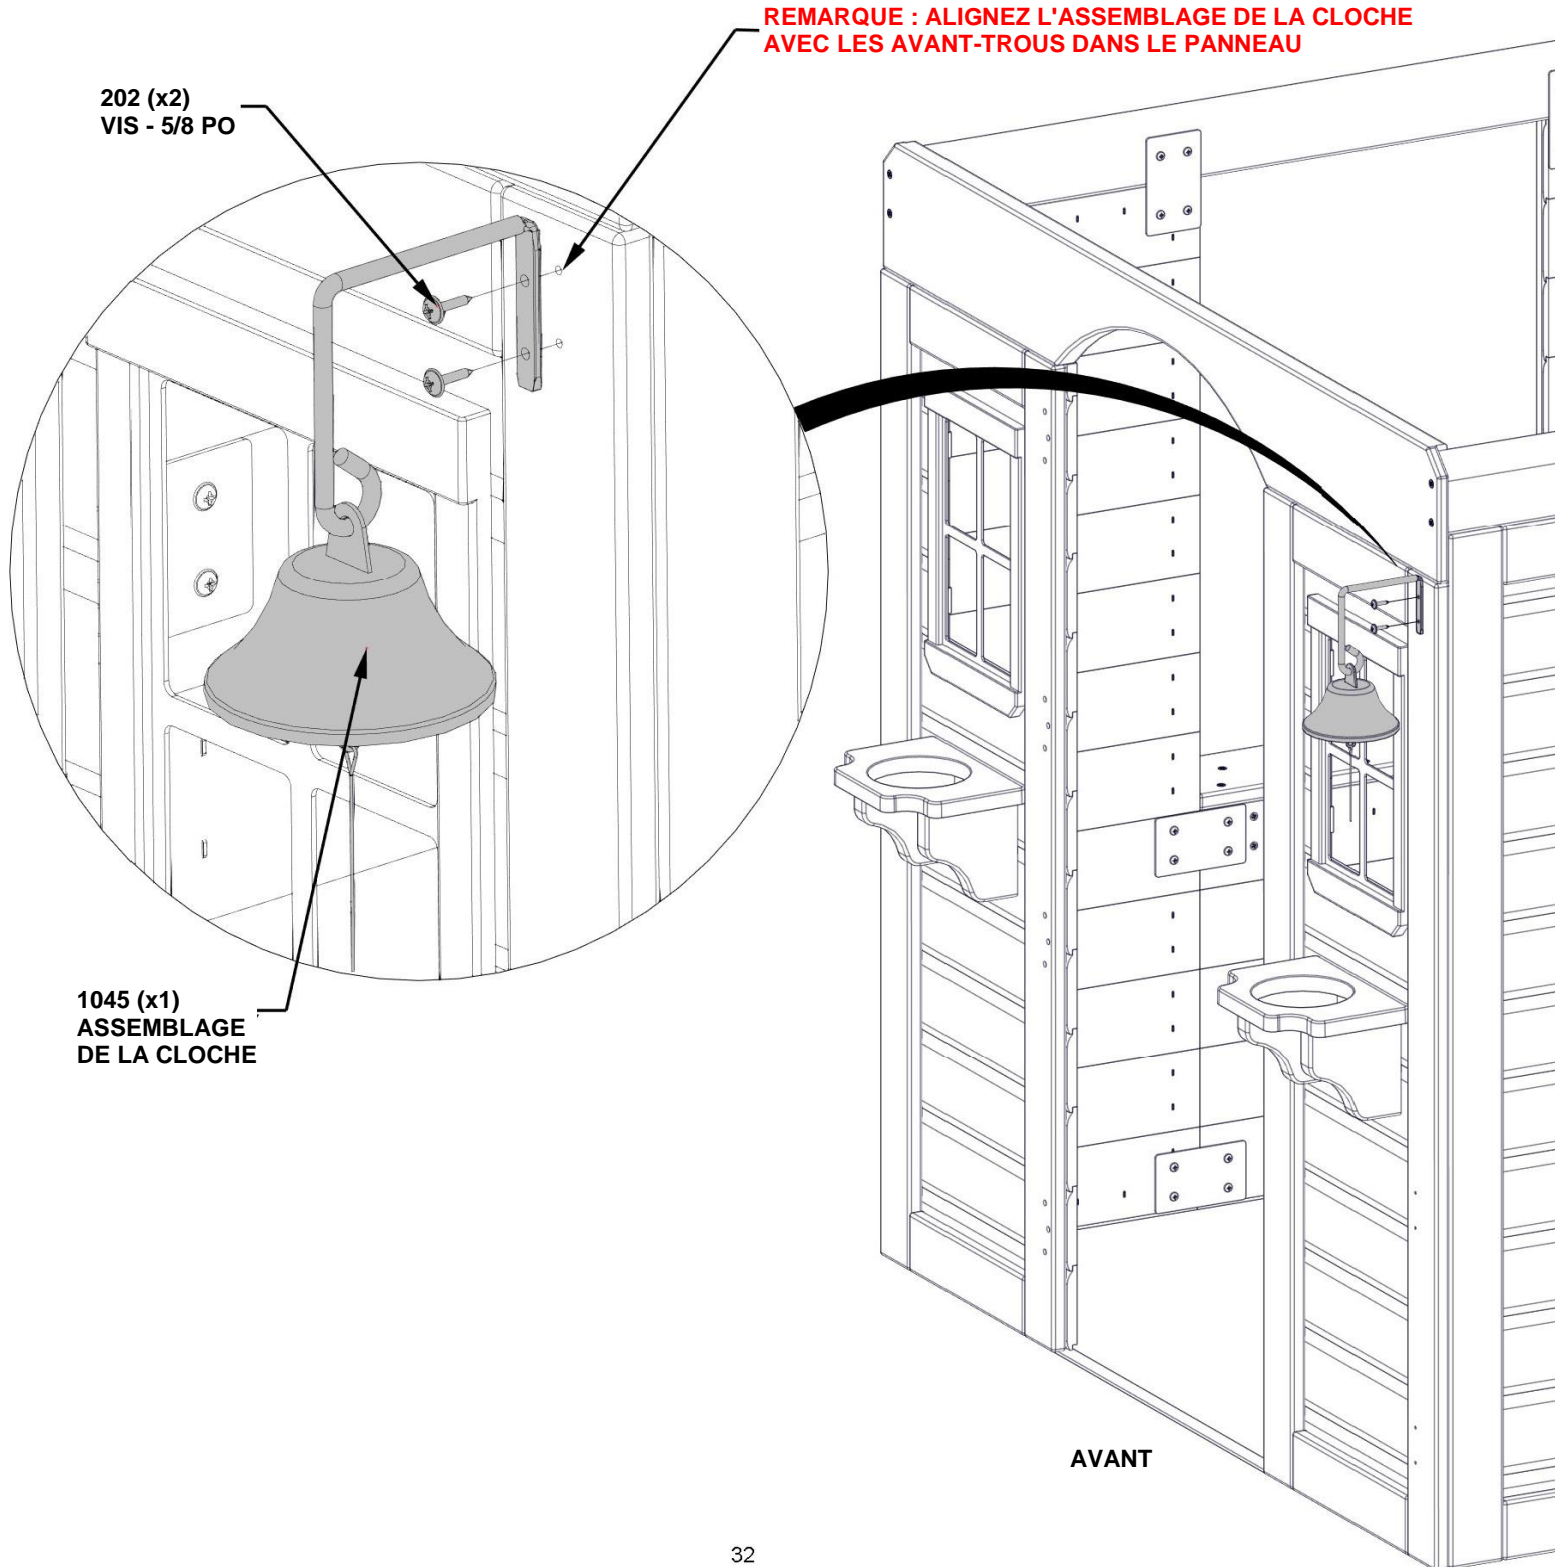 REMARQUE : ALIGNEZ L'ASSEMBLAGE DE LA CLOCHE
AVEC LES AVANT-TROUS DANS LE PANNEAU
202 (x2)
VIS - 5/8 PO
1045 (x1)
ASSEMBLAGE
DE LA CLOCHE
AVANT
32